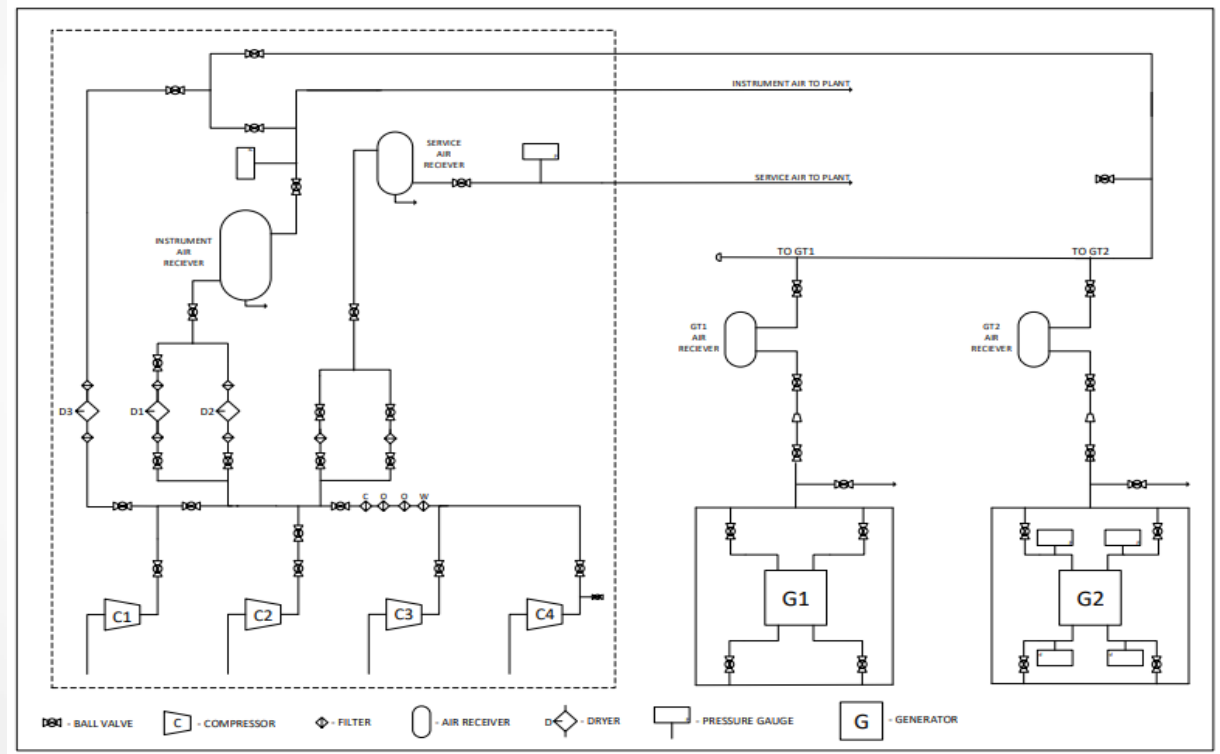 INSTRUMENT AIR TO PLANT
SERVICE
AIR
RECIEVER
SERVICE AIR TO PLANT
INSTRUMENT
AIR
RECIEVER
TO GT1
TO GT2
GT1
AIR
RECIEVER
GT2
AIR
RECIEVER
D3
D1
D2
C O O W
C1
C2
C3
C4
G1
G2
- BALL VALVE
C - COMPRESSOR
- FILTER
- AIR RECEIVER
D - DRYER
- PRESSURE GAUGE
G - GENERATOR